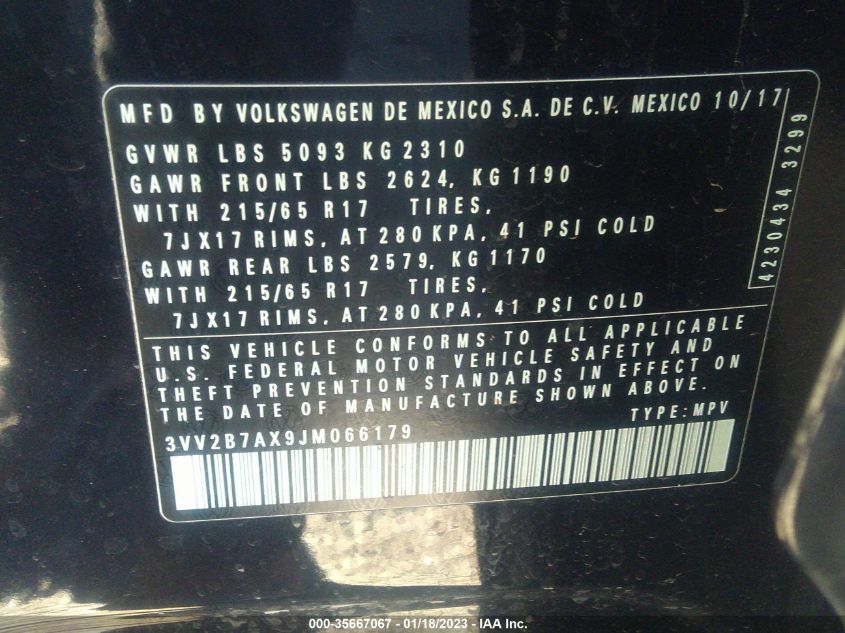 MFD BY VOLKSWAGEN DE MEXICO S.A. DE C.V. MEXICO 10/17
GVWR LBS 5093 KG 2310
GAWR FRONT LBS 2624, KG 1190
WITH 215/65 R17 TIRES,
7JX17 RIMS, AT 280 KPA, 41 PSI COLD
GAWR REAR LBS 2579, KG 1170
WITH 215/65 R17 TIRES,
7JX17 RIMS, AT 280 KPA, 41 PSI COLD
4230434 3299
THIS VEHICLE CONFORMS TO ALL APPLICABLE
U.S. FEDERAL MOTOR VEHICLE SAFETY AND
THEFT PREVENTION STANDARDS IN EFFECT ON
THE DATE OF MANUFACTURE SHOWN ABOVE.
TYPE: MPV
3VV2B7AX9JM066179
000-35667067 - 01/18/2023 - IAA Inc.